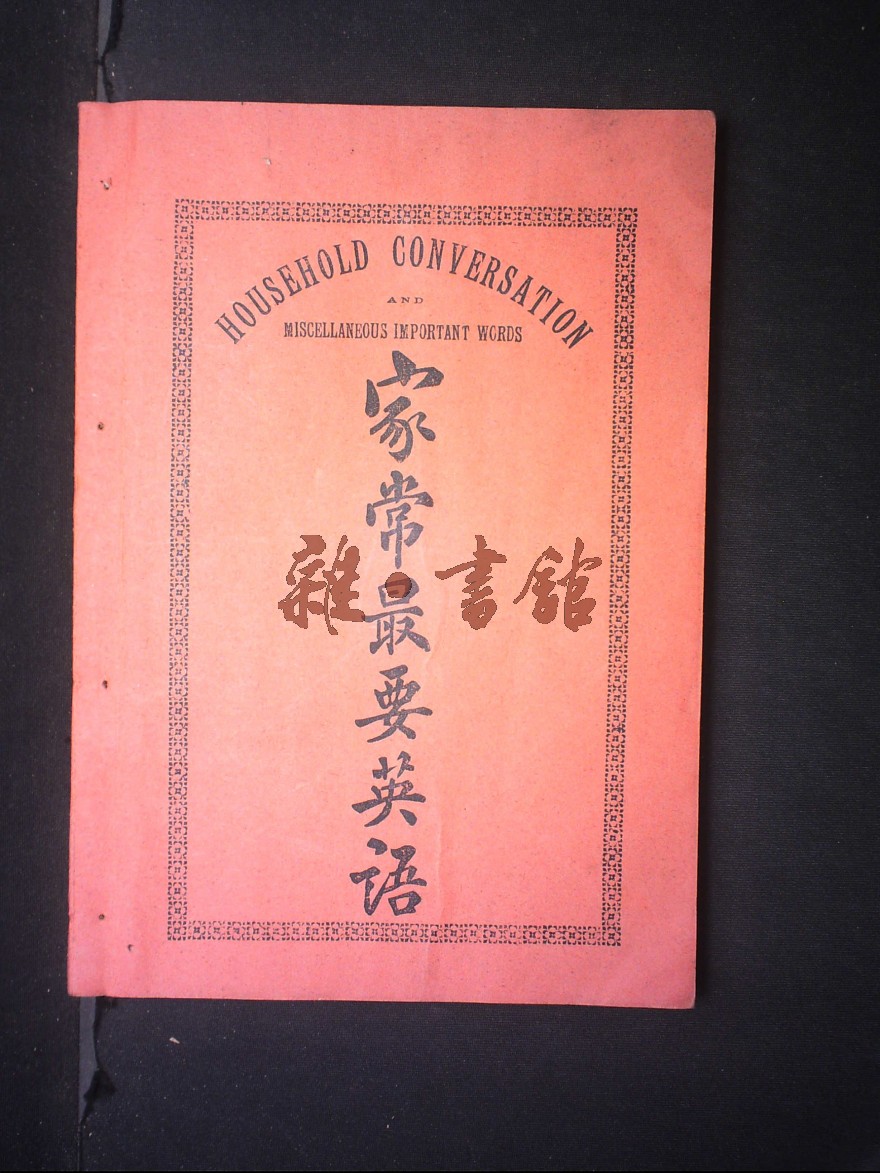 HOUSEHOLD CONVERSATION
AND
MISCELLANEOUS IMPORTANT WORDS
家常最要英語
雜·書館